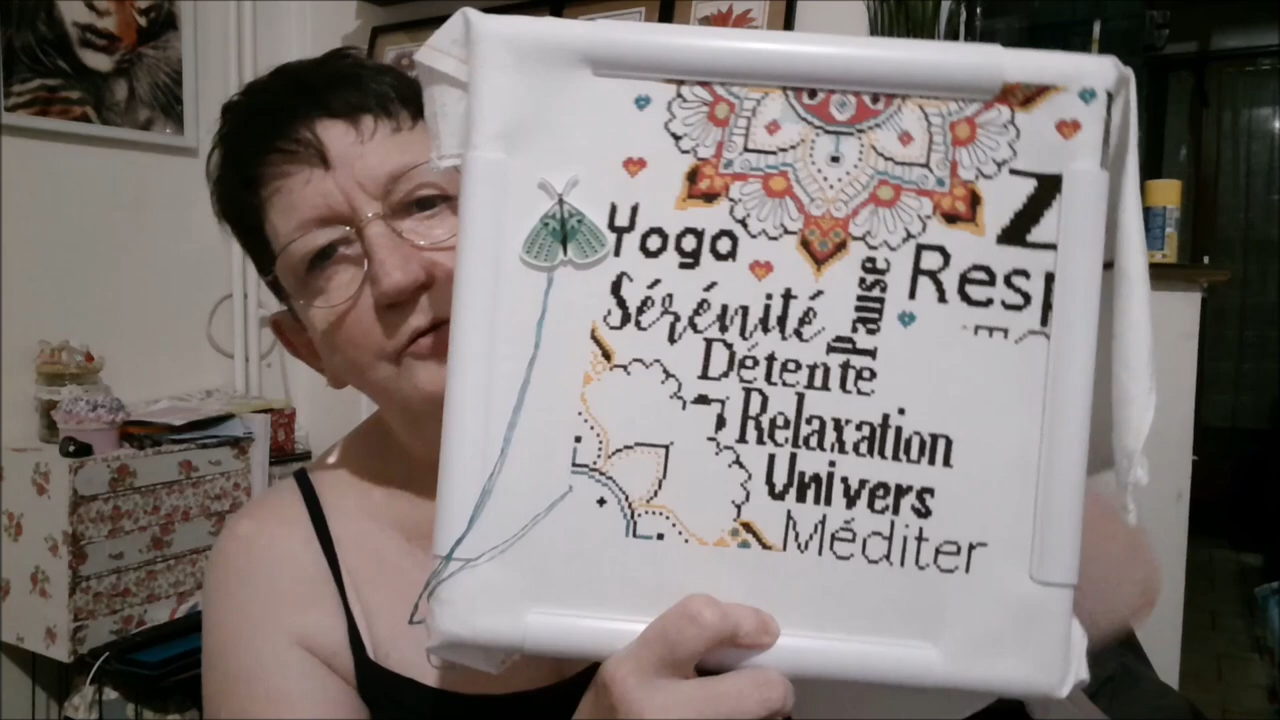 Yoga
Z
Resp
Pause
Sérénité
Détente
Relaxation
Univers
Méditer